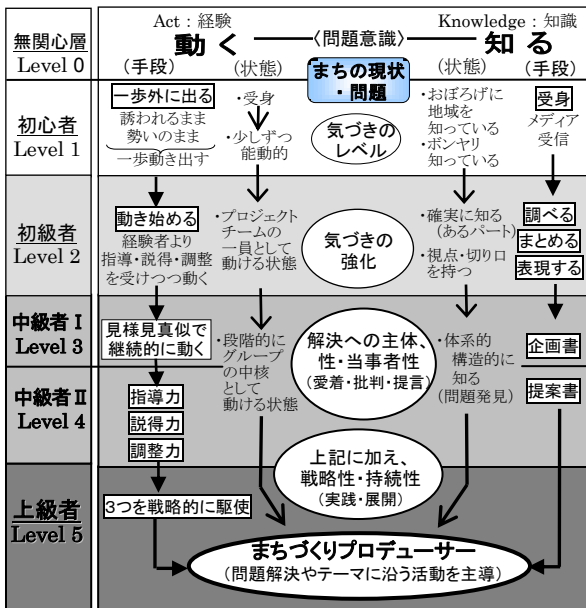 無関心層
Level 0
Act：経験
動く
〈問題意識〉
Knowledge：知識
知る
(手段)
(状態)
まちの現状
・問題
(状態)
(手段)
初心者
Level 1
一歩外に出る
誘われるまま
勢いのまま
一歩動き出す
・受身
・少しずつ
能動的
気づきの
レベル
・おぼろげに
地域を
知っている
・ボンヤリ
知っている
受身
メディア
受信
初級者
Level 2
動き始める
経験者より
指導・説得・調整
を受けつつ動く
・プロジェクト
チームの
一員として
動ける状態
気づきの
強化
・確実に知る
(あるパート)
・視点・切り口
を持つ
調べる
まとめる
表現する
中級者Ⅰ
Level 3
見様見真似で
継続的に動く
・段階的に
グループ
の中核
として
動ける状態
解決への主体、
性・当事者性
(愛着・批判・提言)
・体系的
構造的に
知る
(問題発見)
企画書
中級者Ⅱ
Level 4
指導力
説得力
調整力
提案書
上記に加え、
戦略性・持続性
(実践・展開)
上級者
Level 5
3つを戦略的に駆使
まちづくりプロデューサー
(問題解決やテーマに沿う活動を主導)